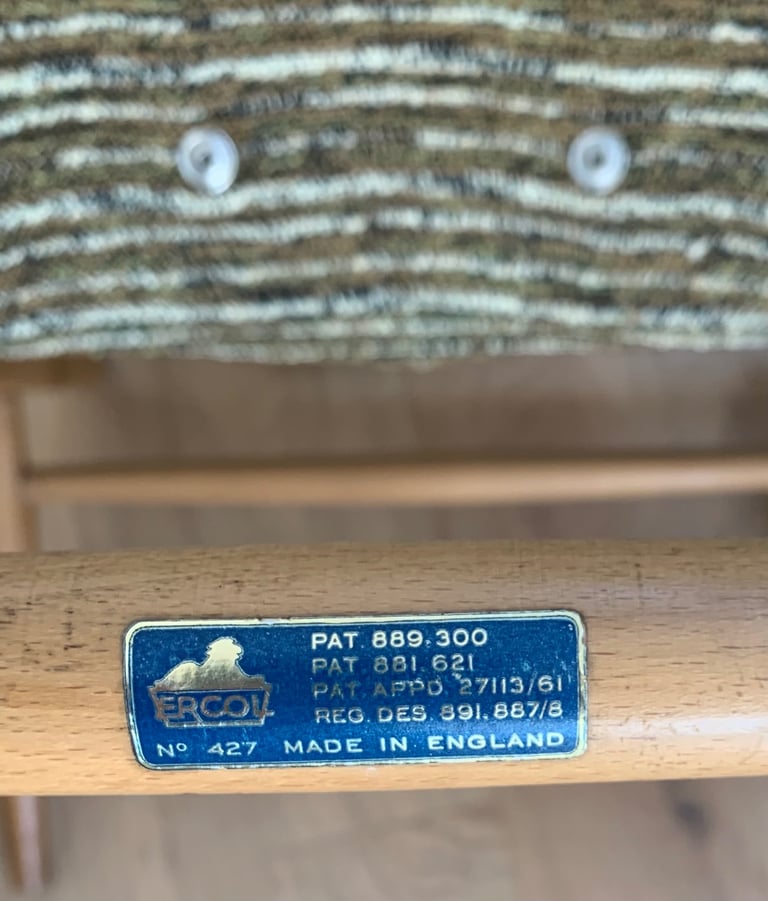 ERCOL
PAT 889.300
PAT 881.621
PAT. APPD. 27113/61
REG. DES. 891.887/8
Nº 427 MADE IN ENGLAND